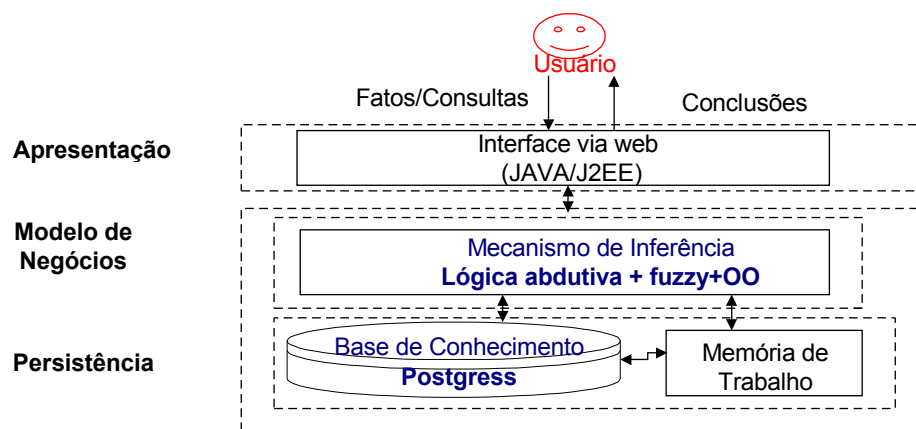 Usuário
Fatos/Consultas
Conclusões
Apresentação
Interface via web
(JAVA/J2EE)
Modelo de
Negócios
Mecanismo de Inferência
Lógica abdutiva + fuzzy+OO
Persistência
Base de Conhecimento
Postgress
Memória de
Trabalho